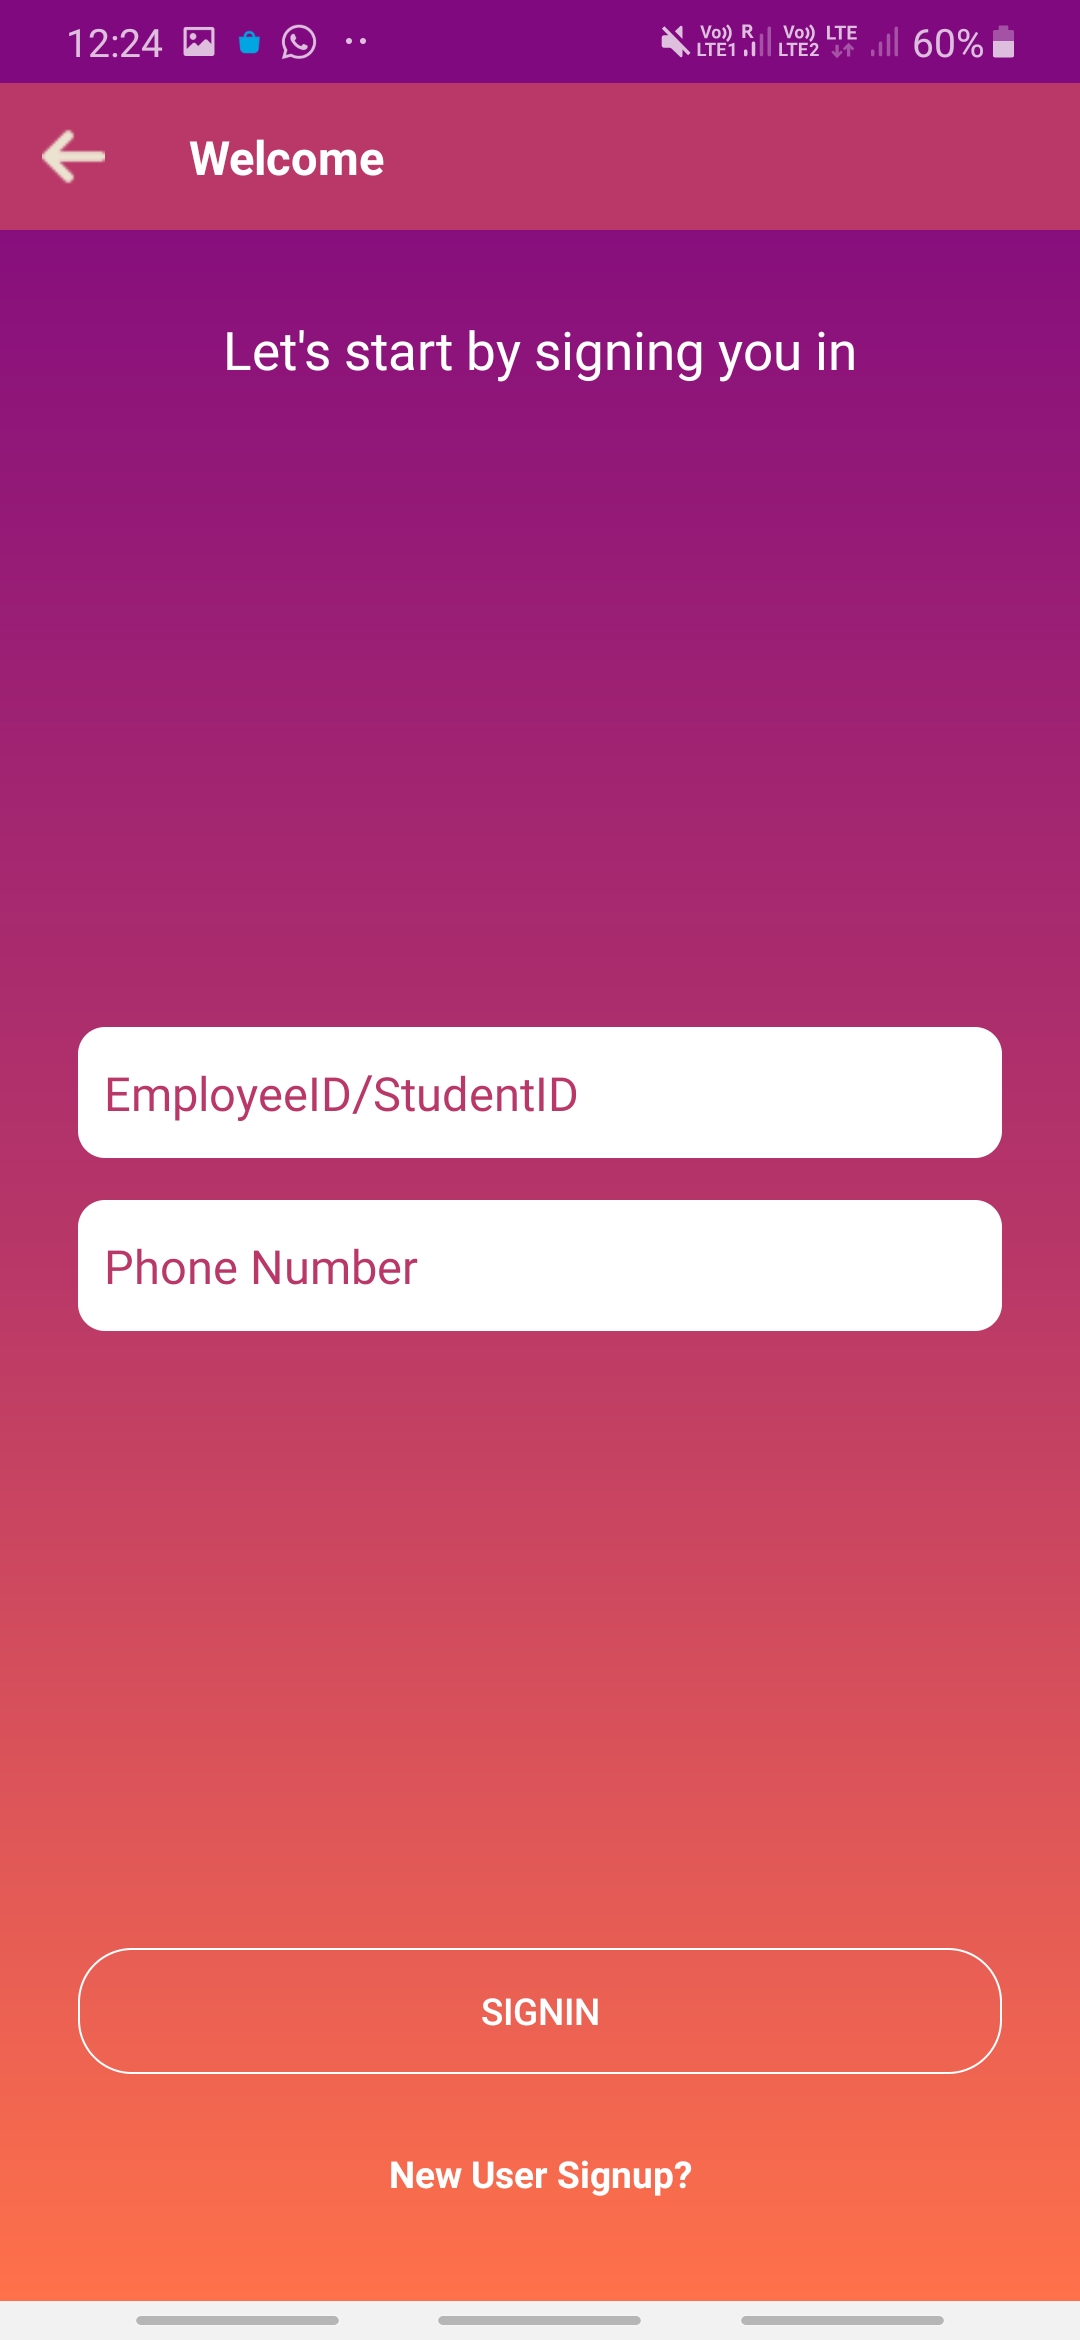 12:24 Vo)) R Vo)) LTE 60%
LTE1 LTE2
Welcome
Let's start by signing you in
EmployeeID/StudentID
Phone Number
SIGNIN
New User Signup?